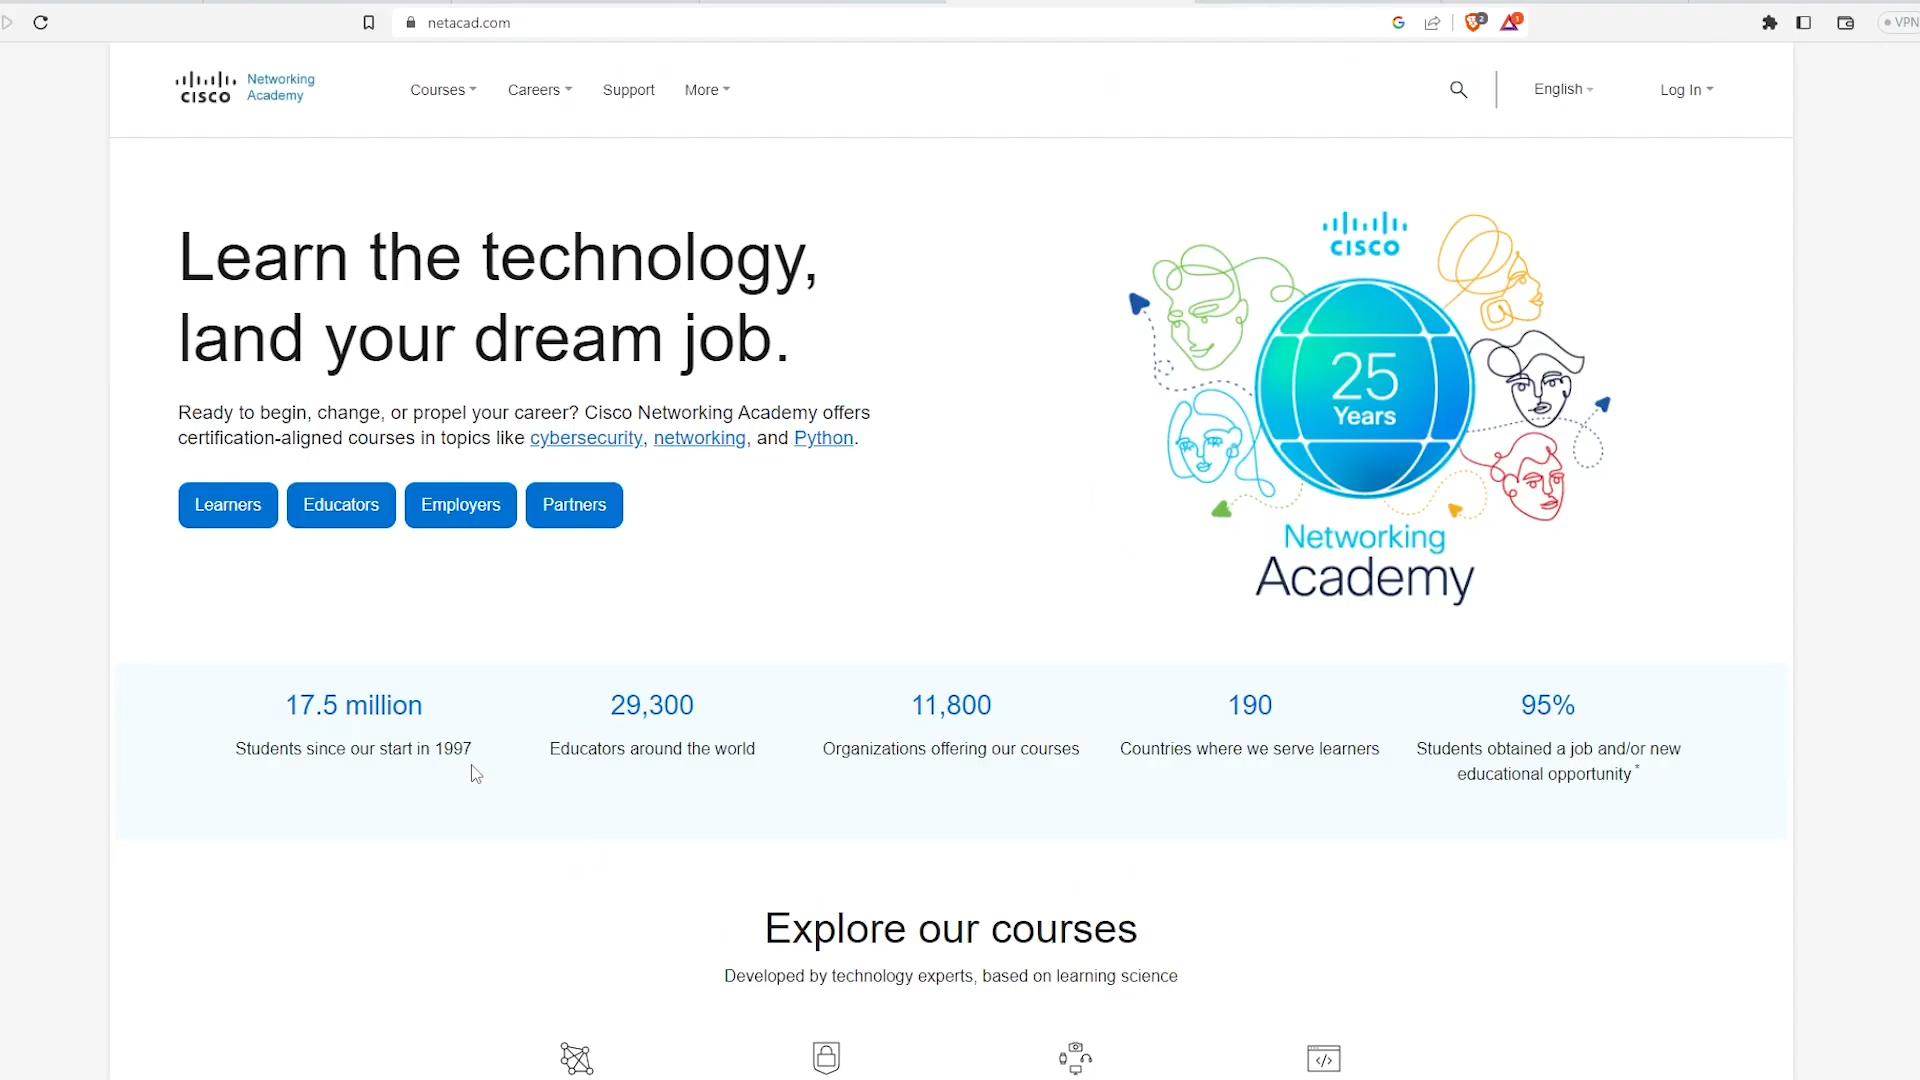 netacad.com
2
1
VPN
CISCO
Networking
Academy
Courses
Careers
Support
More
English
Log In
Learn the technology,
land your dream job.
Ready to begin, change, or propel your career? Cisco Networking Academy offers
certification-aligned courses in topics like cybersecurity, networking, and Python.
Learners
Educators
Employers
Partners
CISCO
25
Years
Networking
Academy
17.5 million
Students since our start in 1997
29,300
Educators around the world
11,800
Organizations offering our courses
190
Countries where we serve learners
95%
Students obtained a job and/or new
educational opportunity *
Explore our courses
Developed by technology experts, based on learning science